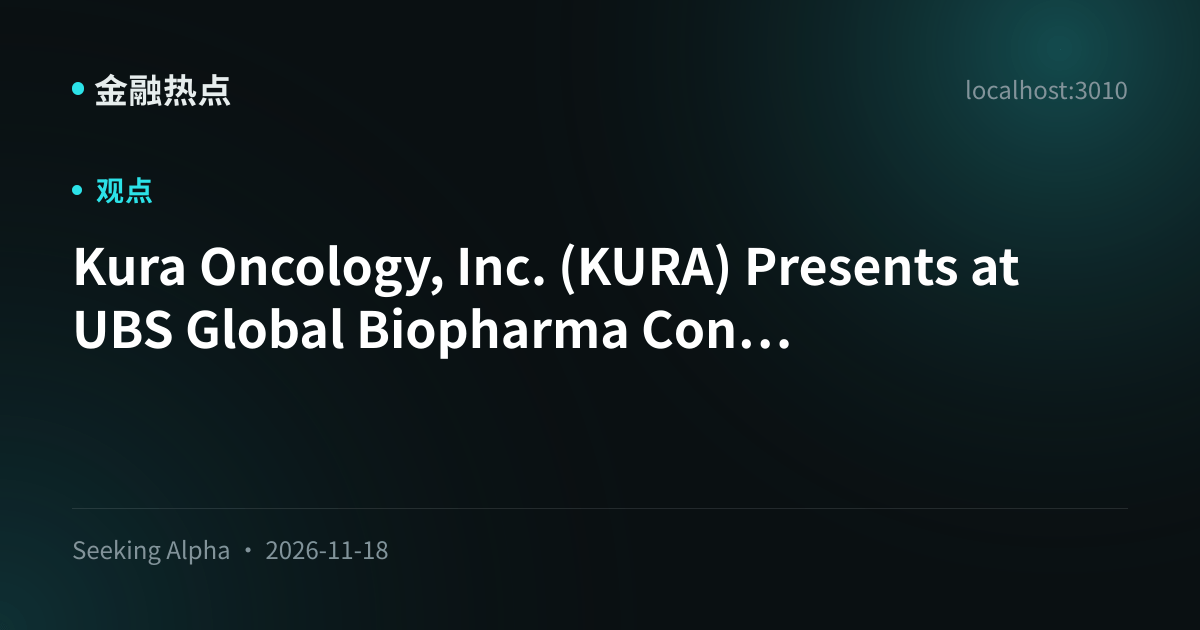 金融热点
localhost:3010
观点
Kura Oncology, Inc. (KURA) Presents at
UBS Global Biopharma Con…
Seeking Alpha • 2026-11-18